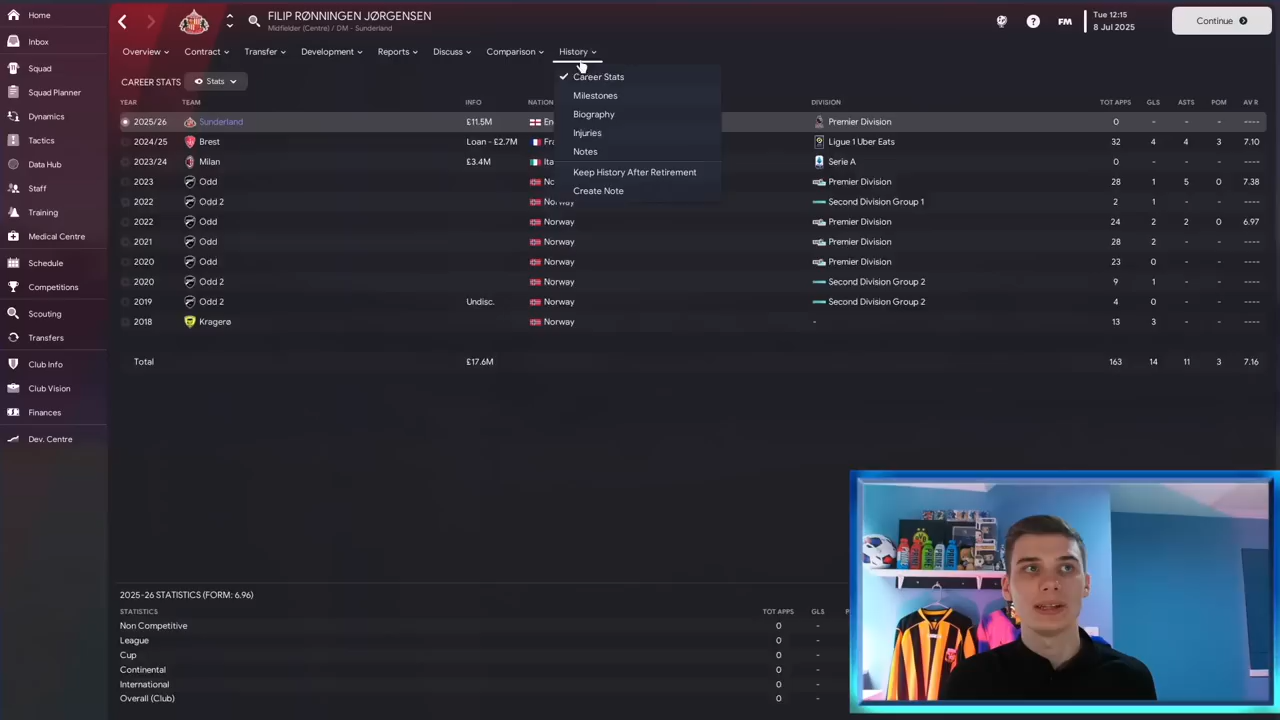 Home
Inbox
Squad
Squad Planner
Dynamics
Tactics
Data Hub
Staff
Training
Medical Centre
Schedule
Competitions
Scouting
Transfers
Club Info
Club Vision
Finances
Dev. Centre
FILIP RØNNINGEN JØRGENSEN
Midfielder (Centre) / DM - Sunderland
FM
Tue 12:15
8 Jul 2025
Continue
Overview Contract Transfer Development Reports Discuss Comparison History
CAREER STATS Stats
Career Stats
Milestones
Biography
Injuries
Notes
Keep History After Retirement
Create Note
YEAR TEAM INFO NATION DIVISION TOT APPS GLS ASTS POM AV R
2025/26 Sunderland £11.5M En Premier Division 0 - - - ----
2024/25 Brest Loan - £2.7M Fra Ligue 1 Uber Eats 32 4 4 3 7.10
2023/24 Milan £3.4M Ita Serie A 0 - - - ----
2023 Odd No Premier Division 28 1 5 0 7.38
2022 Odd 2 Norway Second Division Group 1 2 1 - - ----
2022 Odd Norway Premier Division 24 2 2 0 6.97
2021 Odd Norway Premier Division 28 2 - - ----
2020 Odd Norway Premier Division 23 0 - - ----
2020 Odd 2 Norway Second Division Group 2 9 1 - - ----
2019 Odd 2 Undisc. Norway Second Division Group 2 4 0 - - ----
2018 Kragerø Norway - 13 3 - - ----
Total £17.6M 163 14 11 3 7.16
2025-26 STATISTICS (FORM: 6.96)
STATISTICS TOT APPS GLS
Non Competitive 0 -
League 0 -
Cup 0 -
Continental 0 -
International 0 -
Overall (Club) 0 -